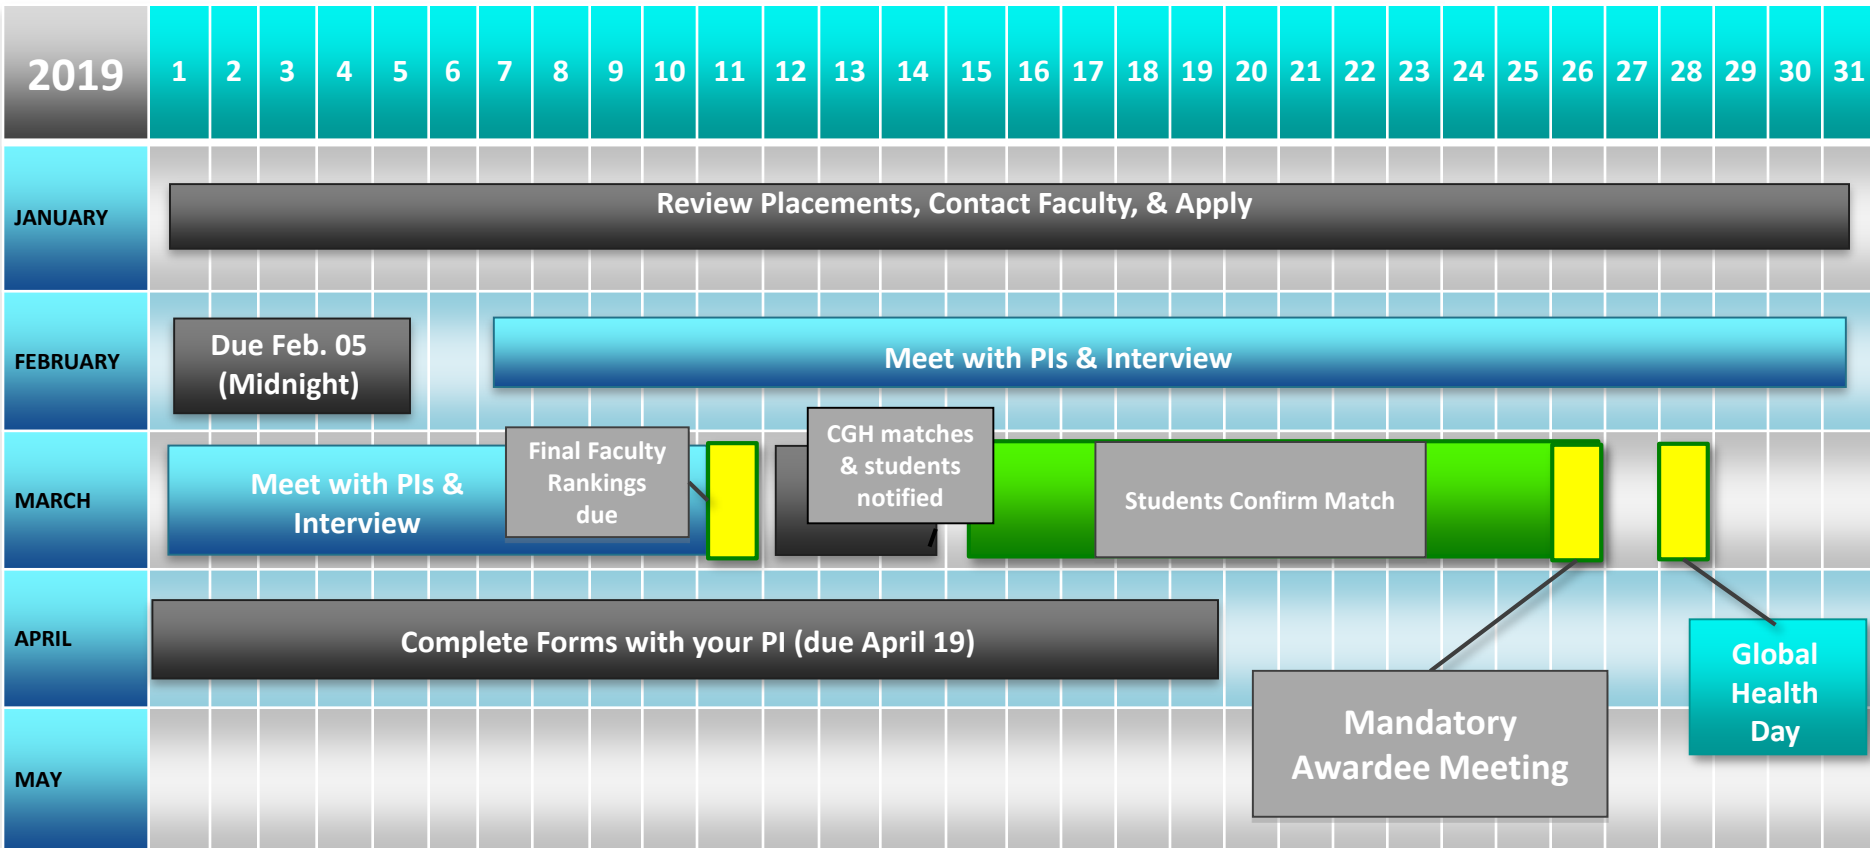 2019 1 2 3 4 5 6 7 8 9 10 11 12 13 14 15 16 17 18 19 20 21 22 23 24 25 26 27 28 29 30 31
JANUARY
Review Placements, Contact Faculty, & Apply
FEBRUARY
Due Feb. 05
(Midnight)
Meet with PIs & Interview
MARCH
Meet with PIs &
Interview
Final Faculty
Rankings
due
CGH matches
& students
notified
Students Confirm Match
APRIL
Complete Forms with your PI (due April 19)
Mandatory
Awardee Meeting
Global
Health
Day
MAY